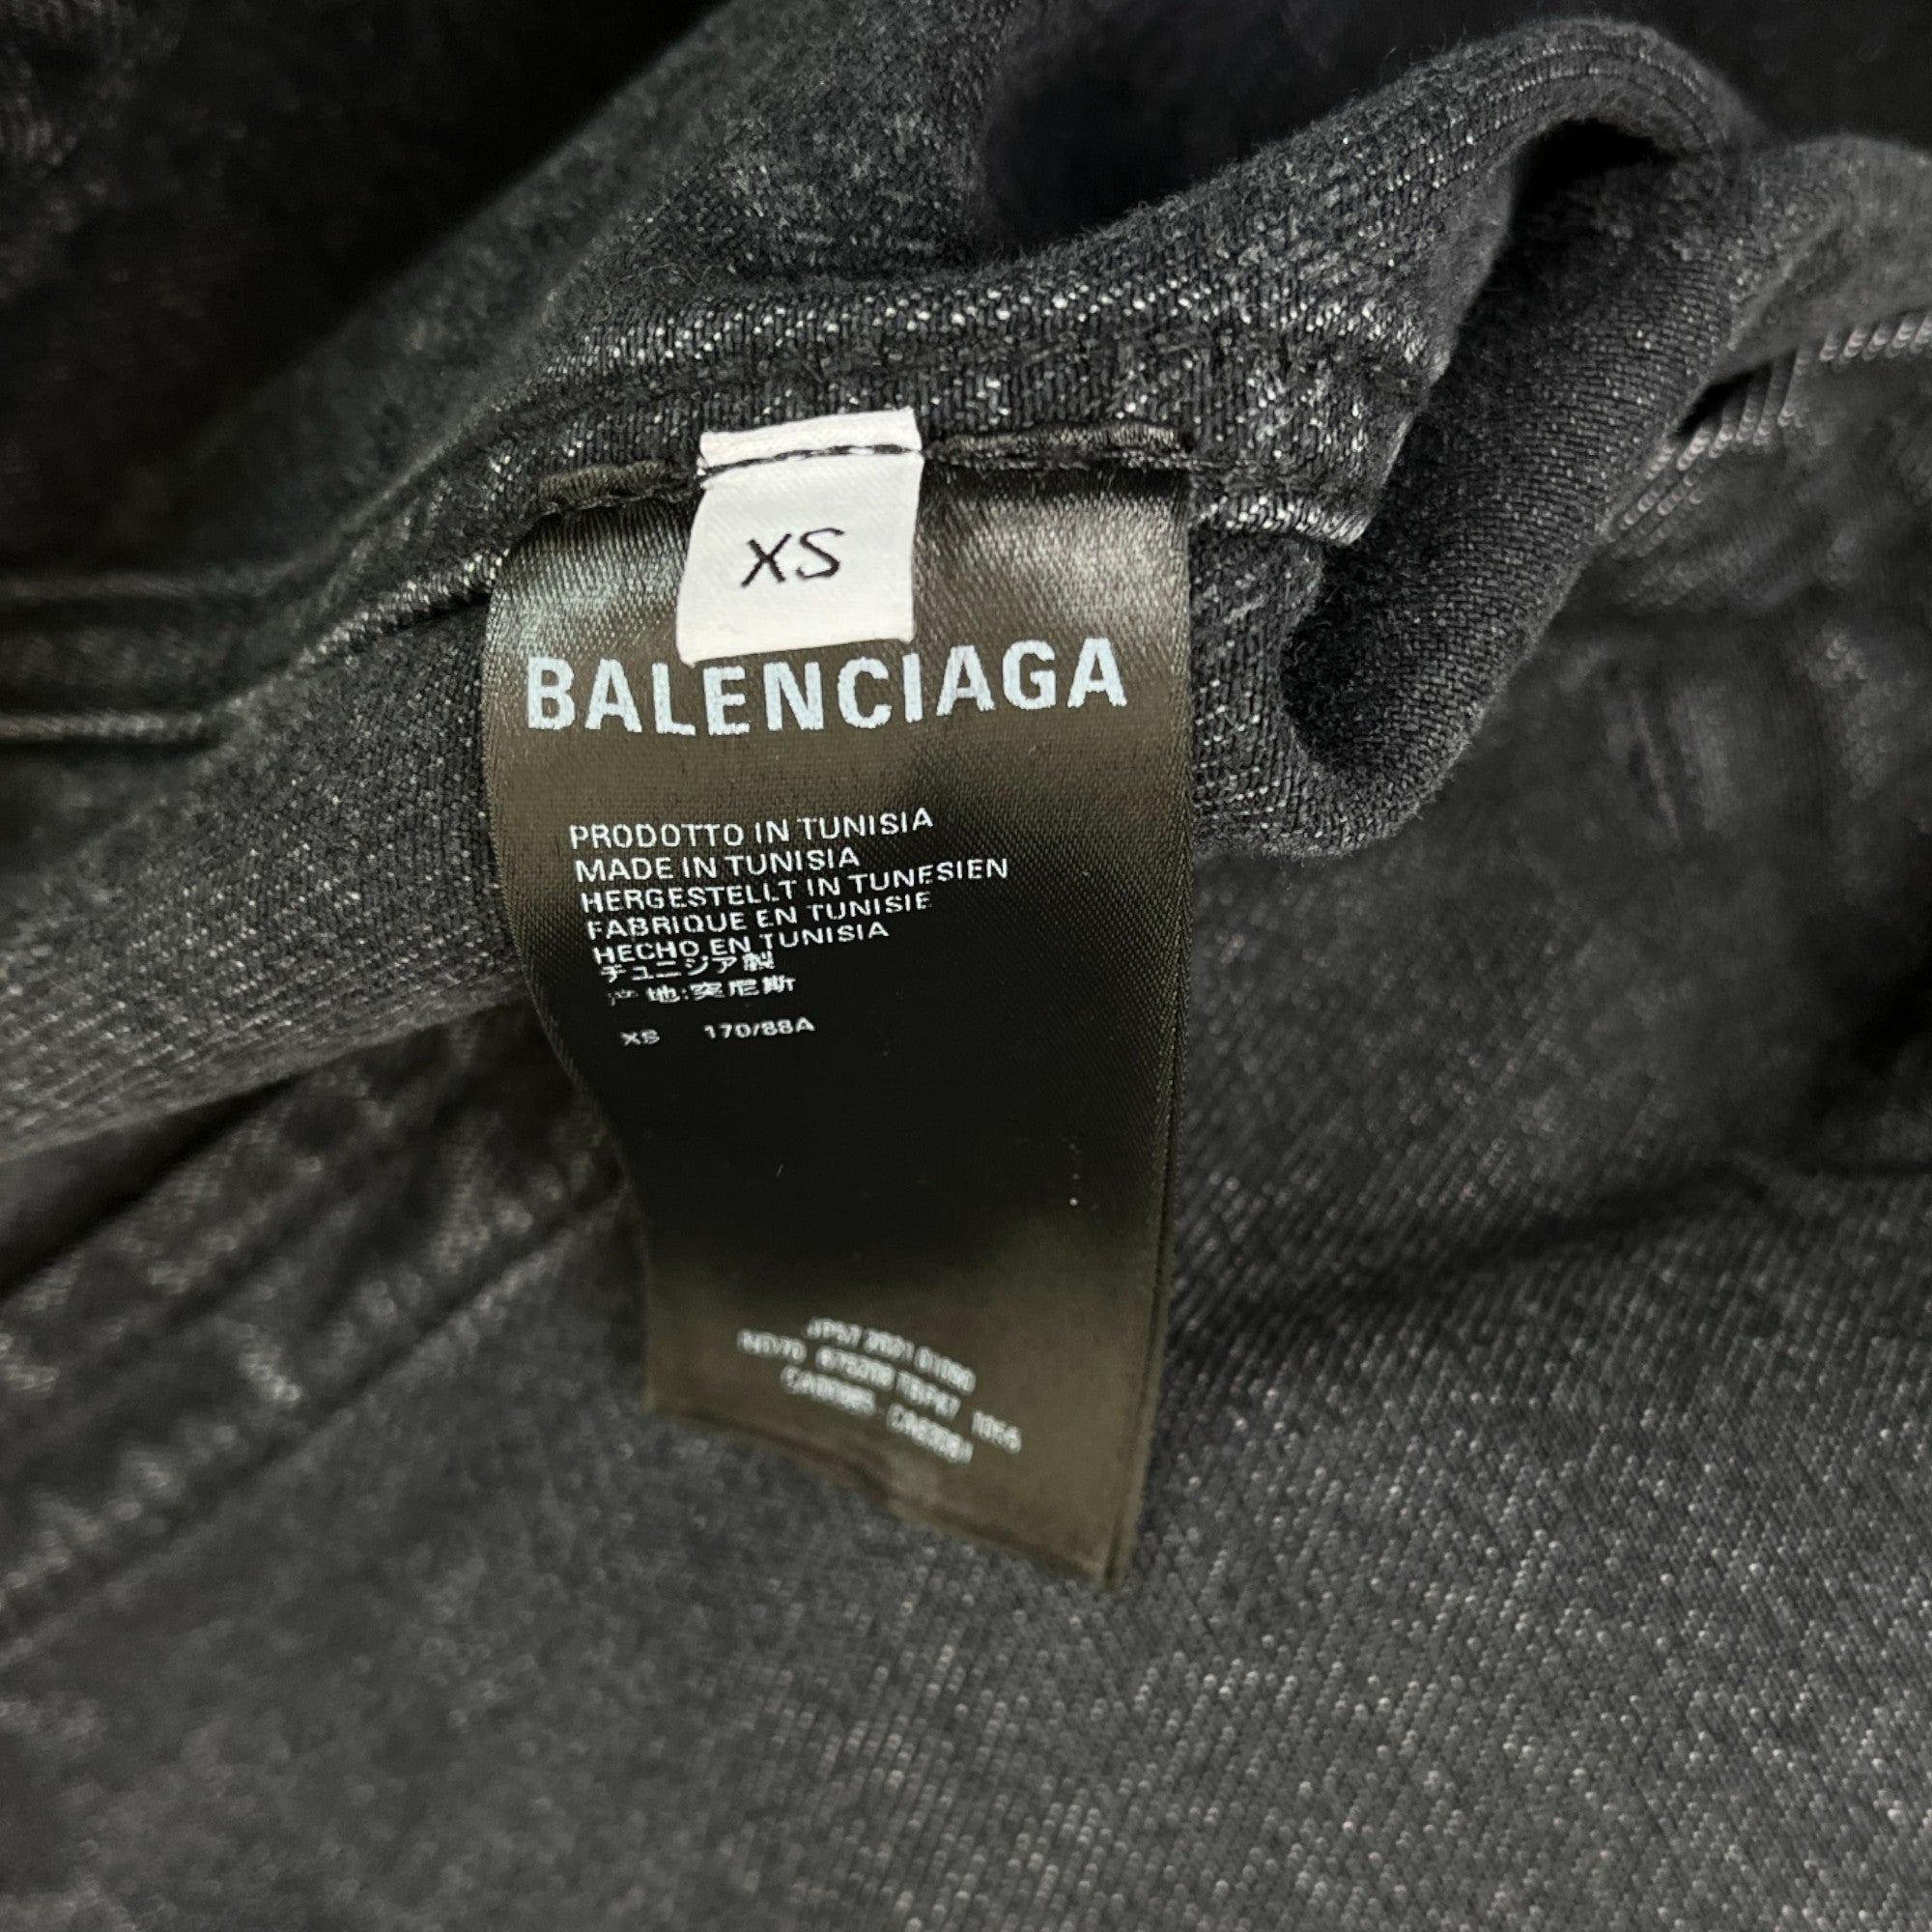 XS
BALENCIAGA
PRODOTTO IN TUNISIA
MADE IN TUNISIA
HERGESTELLT IN TUNESIEN
FABRIQUE EN TUNISIE
HECHO EN TUNISIA
チュニジア製
产地:突尼斯
XS 170/88A
2021